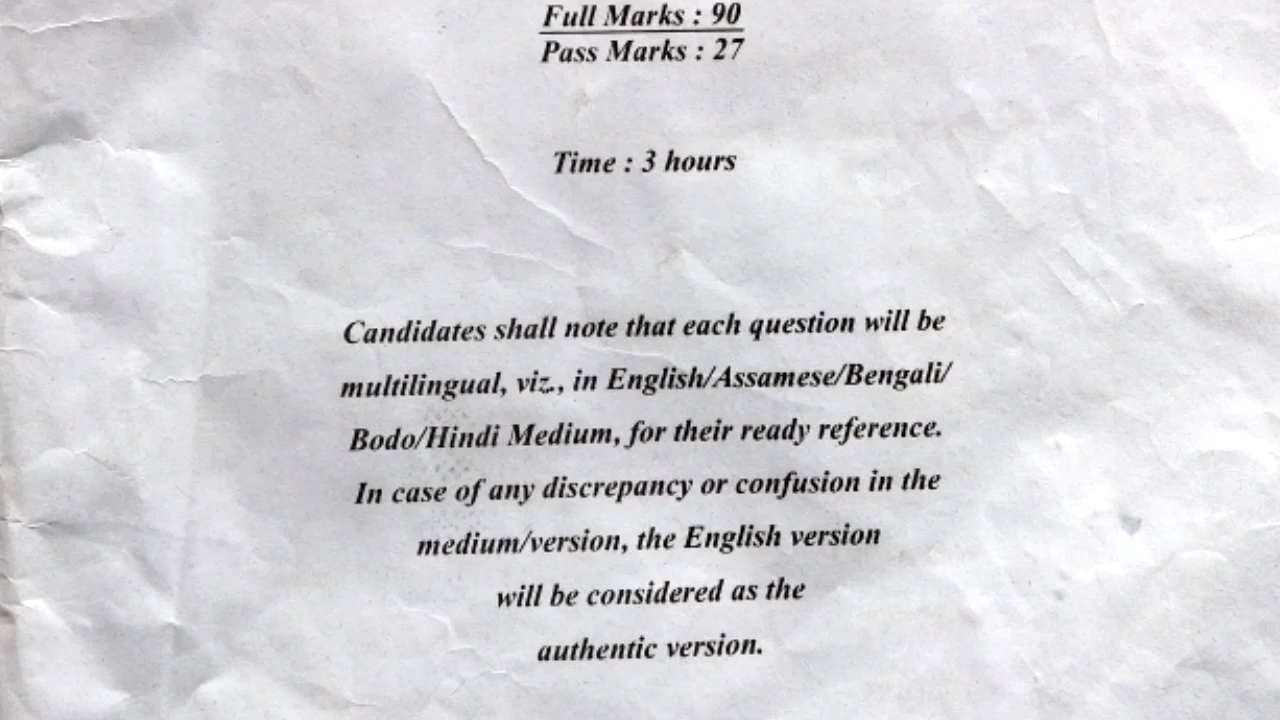 Full Marks : 90
Pass Marks : 27
Time : 3 hours
Candidates shall note that each question will be
multilingual, viz., in English/Assamese/Bengali/
Bodo/Hindi Medium, for their ready reference.
In case of any discrepancy or confusion in the
medium/version, the English version
will be considered as the
authentic version.